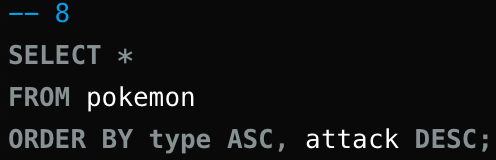 -- 8
SELECT *
FROM pokemon
ORDER BY type ASC, attack DESC;